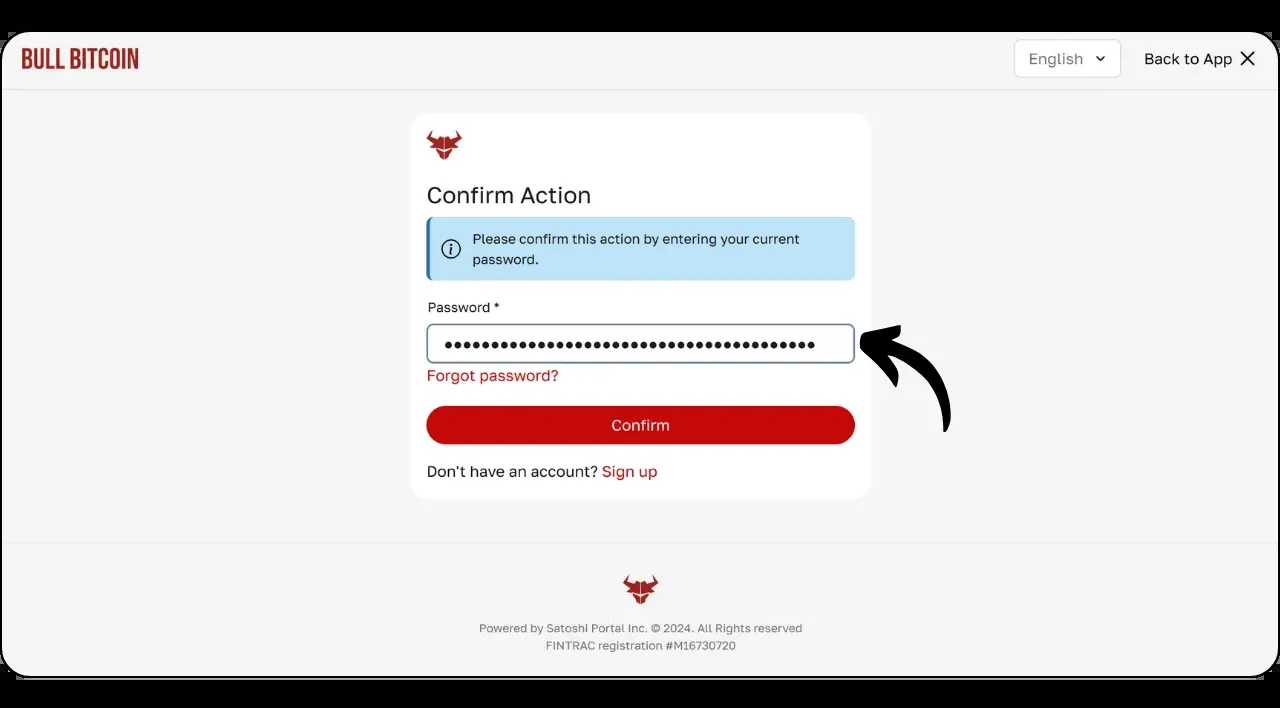 BULL BITCOIN
English
Back to App
Confirm Action
Please confirm this action by entering your current
password.
Password *
Forgot password?
Confirm
Don't have an account? Sign up
Powered by Satoshi Portal Inc. © 2024. All Rights reserved
FINTRAC registration #M16730720